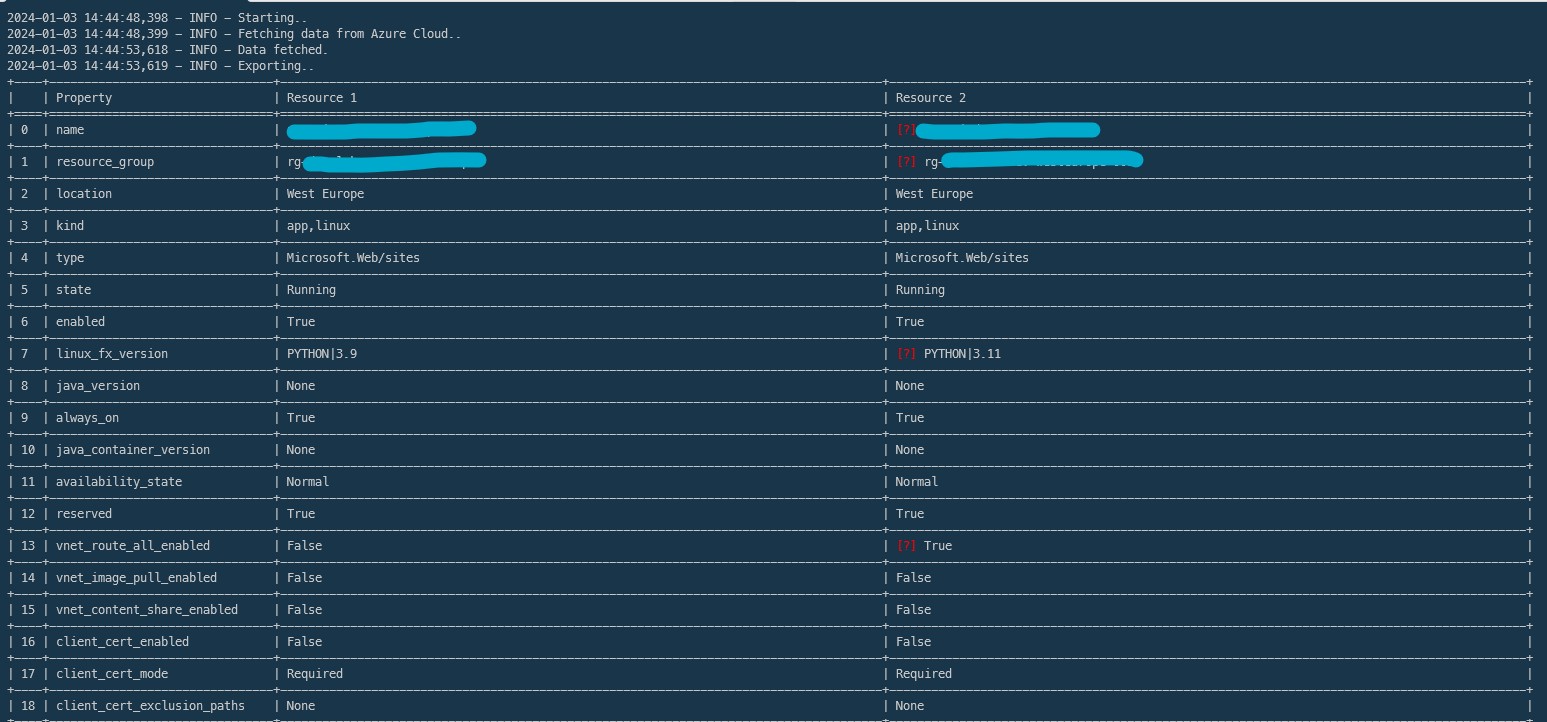 2024-01-03 14:44:48,398 - INFO - Starting..
2024-01-03 14:44:48,399 - INFO - Fetching data from Azure Cloud..
2024-01-03 14:44:53,618 - INFO - Data fetched.
2024-01-03 14:44:53,619 - INFO - Exporting..
| | Property | Resource 1 | Resource 2 |
| 0 | name | | [?] |
| 1 | resource_group | rg- | [?] rg- |
| 2 | location | West Europe | West Europe |
| 3 | kind | app,linux | app,linux |
| 4 | type | Microsoft.Web/sites | Microsoft.Web/sites |
| 5 | state | Running | Running |
| 6 | enabled | True | True |
| 7 | linux_fx_version | PYTHON|3.9 | [?] PYTHON|3.11 |
| 8 | java_version | None | None |
| 9 | always_on | True | True |
| 10 | java_container_version | None | None |
| 11 | availability_state | Normal | Normal |
| 12 | reserved | True | True |
| 13 | vnet_route_all_enabled | False | [?] True |
| 14 | vnet_image_pull_enabled | False | False |
| 15 | vnet_content_share_enabled | False | False |
| 16 | client_cert_enabled | False | False |
| 17 | client_cert_mode | Required | Required |
| 18 | client_cert_exclusion_paths | None | None |